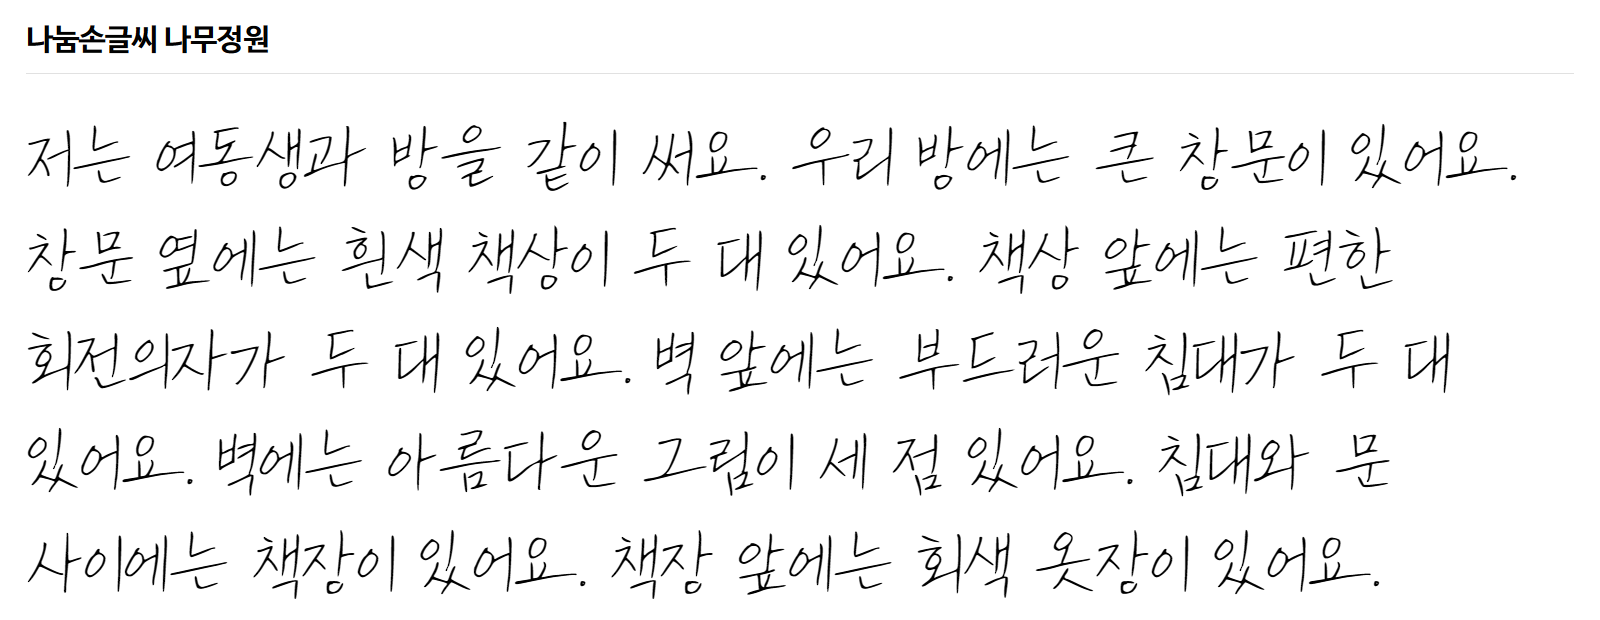 나눔손글씨 나무정원
저는 여동생과 방을 같이 써요. 우리 방에는 큰 창문이 있어요.
창문 옆에는 흰색 책상이 두 대 있어요. 책상 앞에는 편한
회전의자가 두 대 있어요. 벽 앞에는 부드러운 침대가 두 대
있어요. 벽에는 아름다운 그림이 세 점 있어요. 침대와 문
사이에는 책장이 있어요. 책장 앞에는 회색 옷장이 있어요.